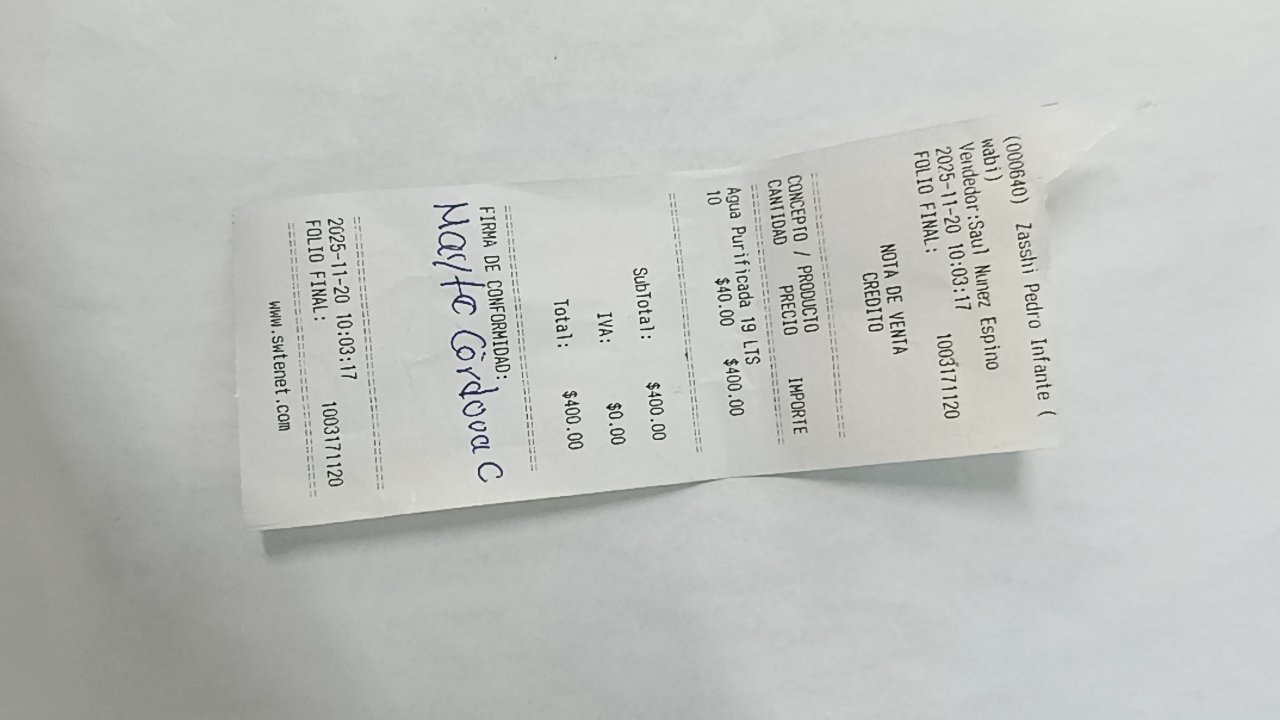 (000640) Zasshi Pedro Infante (
wabi)
Vendedor:Saul Nunez Espino
2025-11-20 10:03:17
FOLIO FINAL: 1003171120
NOTA DE VENTA
CREDITO
================================
CONCEPTO / PRODUCTO
CANTIDAD PRECIO IMPORTE
================================
Agua Purificada 19 LTS
10 $40.00 $400.00
================================
SubTotal: $400.00
IVA: $0.00
Total: $400.00
================================
FIRMA DE CONFORMIDAD:
Mayta Córdova C
================================
2025-11-20 10:03:17
FOLIO FINAL: 1003171120
================================
www.swtenet.com